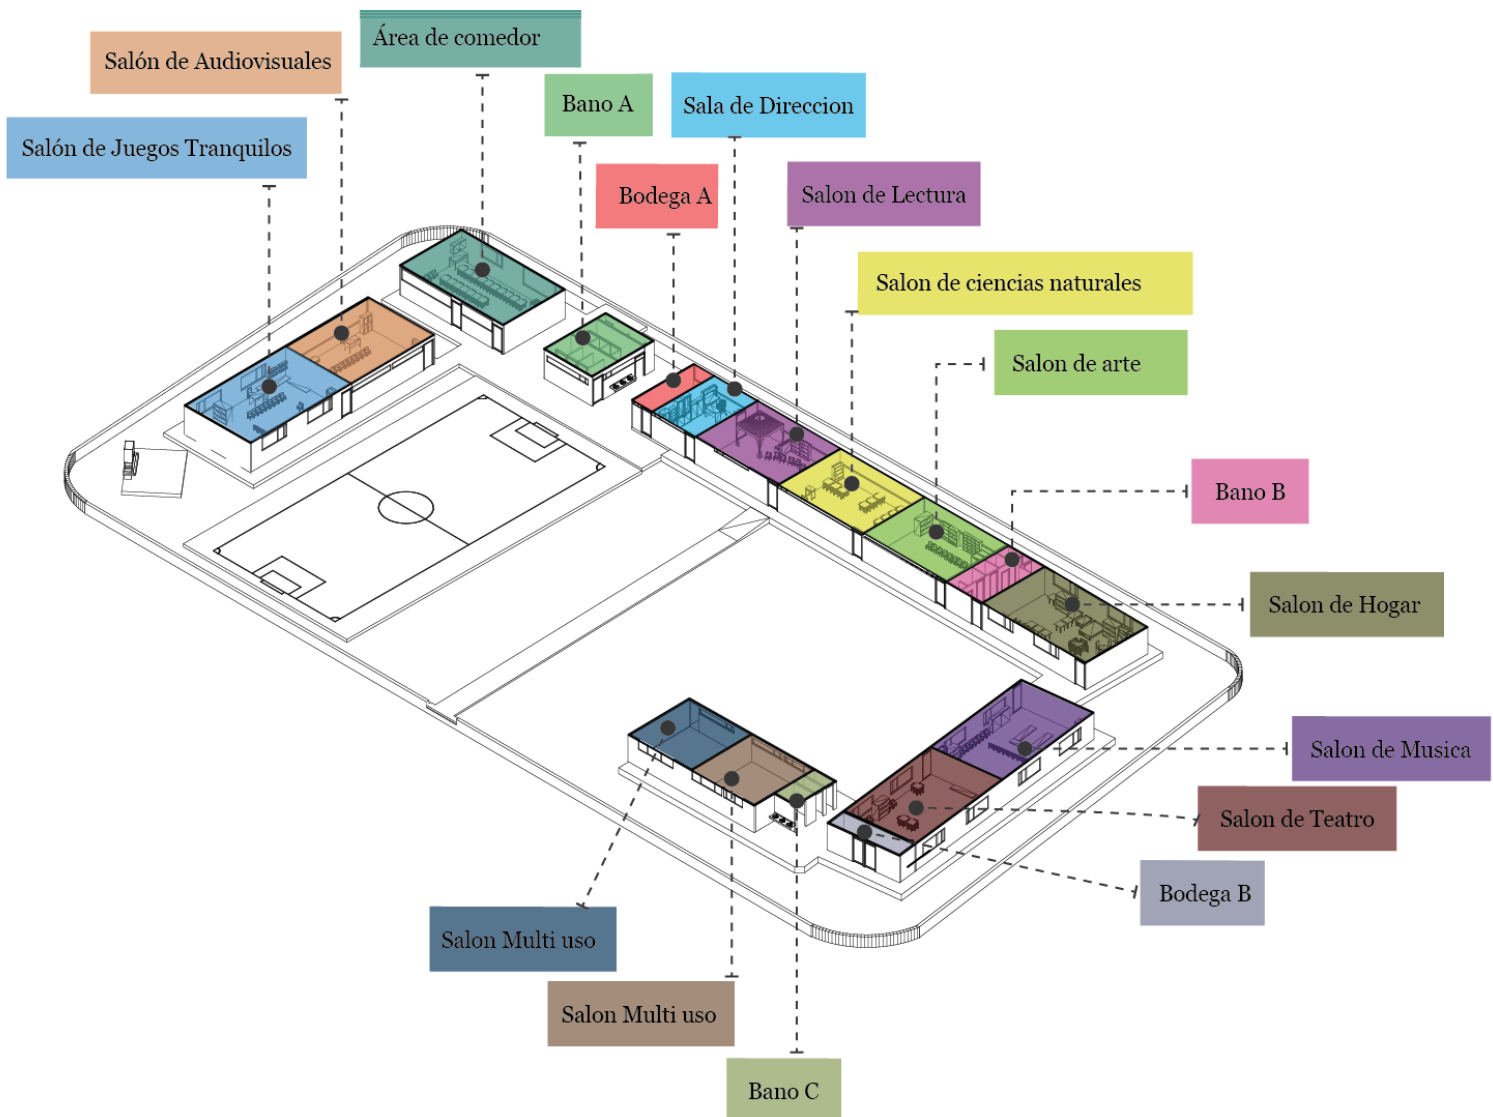 Área de comedor
Salón de Audiovisuales
Bano A
Sala de Direccion
Salón de Juegos Tranquilos
Bodega A
Salon de Lectura
Salon de ciencias naturales
Salon de arte
Bano B
Salon de Hogar
Salon de Musica
Salon de Teatro
Bodega B
Salon Multi uso
Salon Multi uso
Bano C